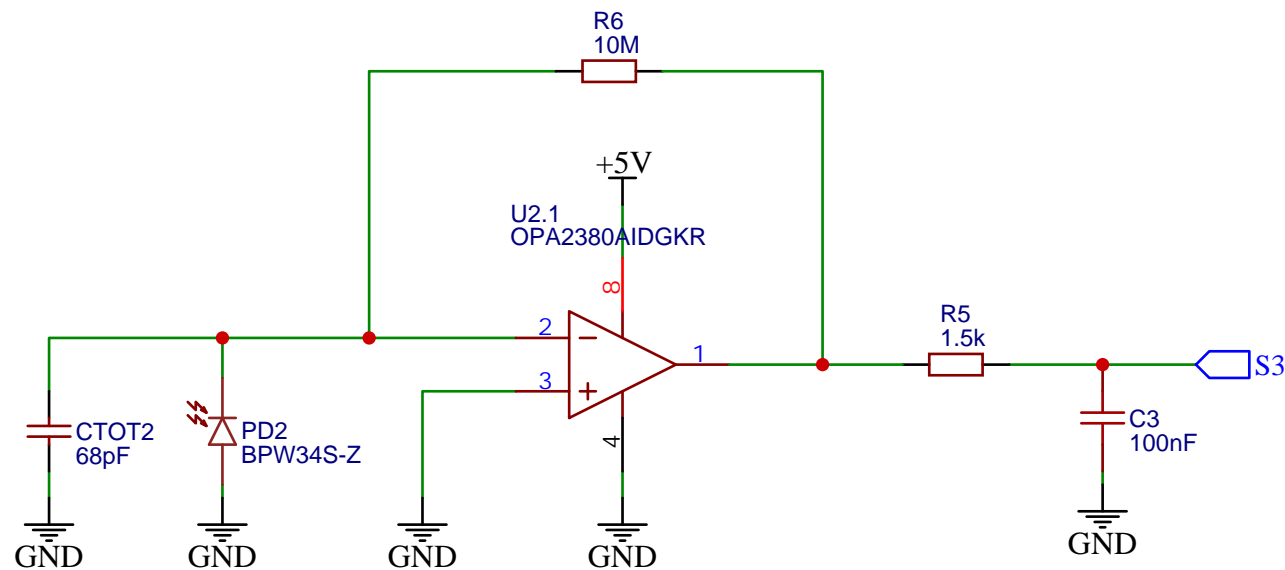 R6
10M
+5V
U2.1
OPA2380AIDGKR
8
2
1
3
4
R5
1.5k
S3
CTOT2
68pF
PD2
BPW34S-Z
C3
100nF
GND
GND
GND
GND
GND